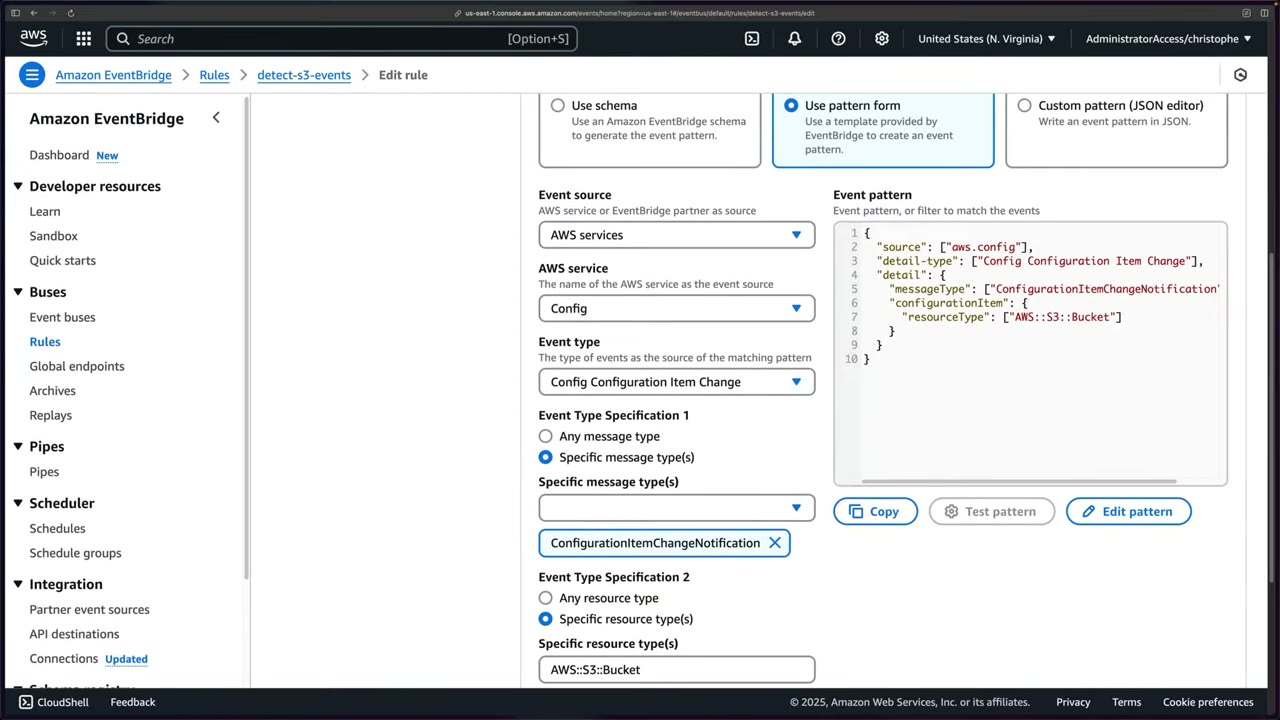 us-east-1.console.aws.amazon.com/events/home?region=us-east-1#/eventbus/default/rules/detect-s3-events/edit
aws
Search [Option+S]
United States (N. Virginia)
AdministratorAccess/christophe
Amazon EventBridge
Rules
detect-s3-events
Edit rule
Amazon EventBridge
Dashboard New
Developer resources
Learn
Sandbox
Quick starts
Buses
Event buses
Rules
Global endpoints
Archives
Replays
Pipes
Pipes
Scheduler
Schedules
Schedule groups
Integration
Partner event sources
API destinations
Connections Updated
Schema registry
Use schema
Use an Amazon EventBridge schema
to generate the event pattern.
Use pattern form
Use a template provided by
EventBridge to create an event
pattern.
Custom pattern (JSON editor)
Write an event pattern in JSON.
Event source
AWS service or EventBridge partner as source
AWS services
AWS service
The name of the AWS service as the event source
Config
Event type
The type of events as the source of the matching pattern
Config Configuration Item Change
Event Type Specification 1
Any message type
Specific message type(s)
Specific message type(s)
ConfigurationItemChangeNotification
Event Type Specification 2
Any resource type
Specific resource type(s)
Specific resource type(s)
AWS::S3::Bucket
Event pattern
Event pattern, or filter to match the events
1 {
2 "source": ["aws.config"],
3 "detail-type": ["Config Configuration Item Change"],
4 "detail": {
5 "messageType": ["ConfigurationItemChangeNotification"
6 "configurationItem": {
7 "resourceType": ["AWS::S3::Bucket"]
8 }
9 }
10 }
Copy
Test pattern
Edit pattern
CloudShell
Feedback
© 2025, Amazon Web Services, Inc. or its affiliates.
Privacy
Terms
Cookie preferences